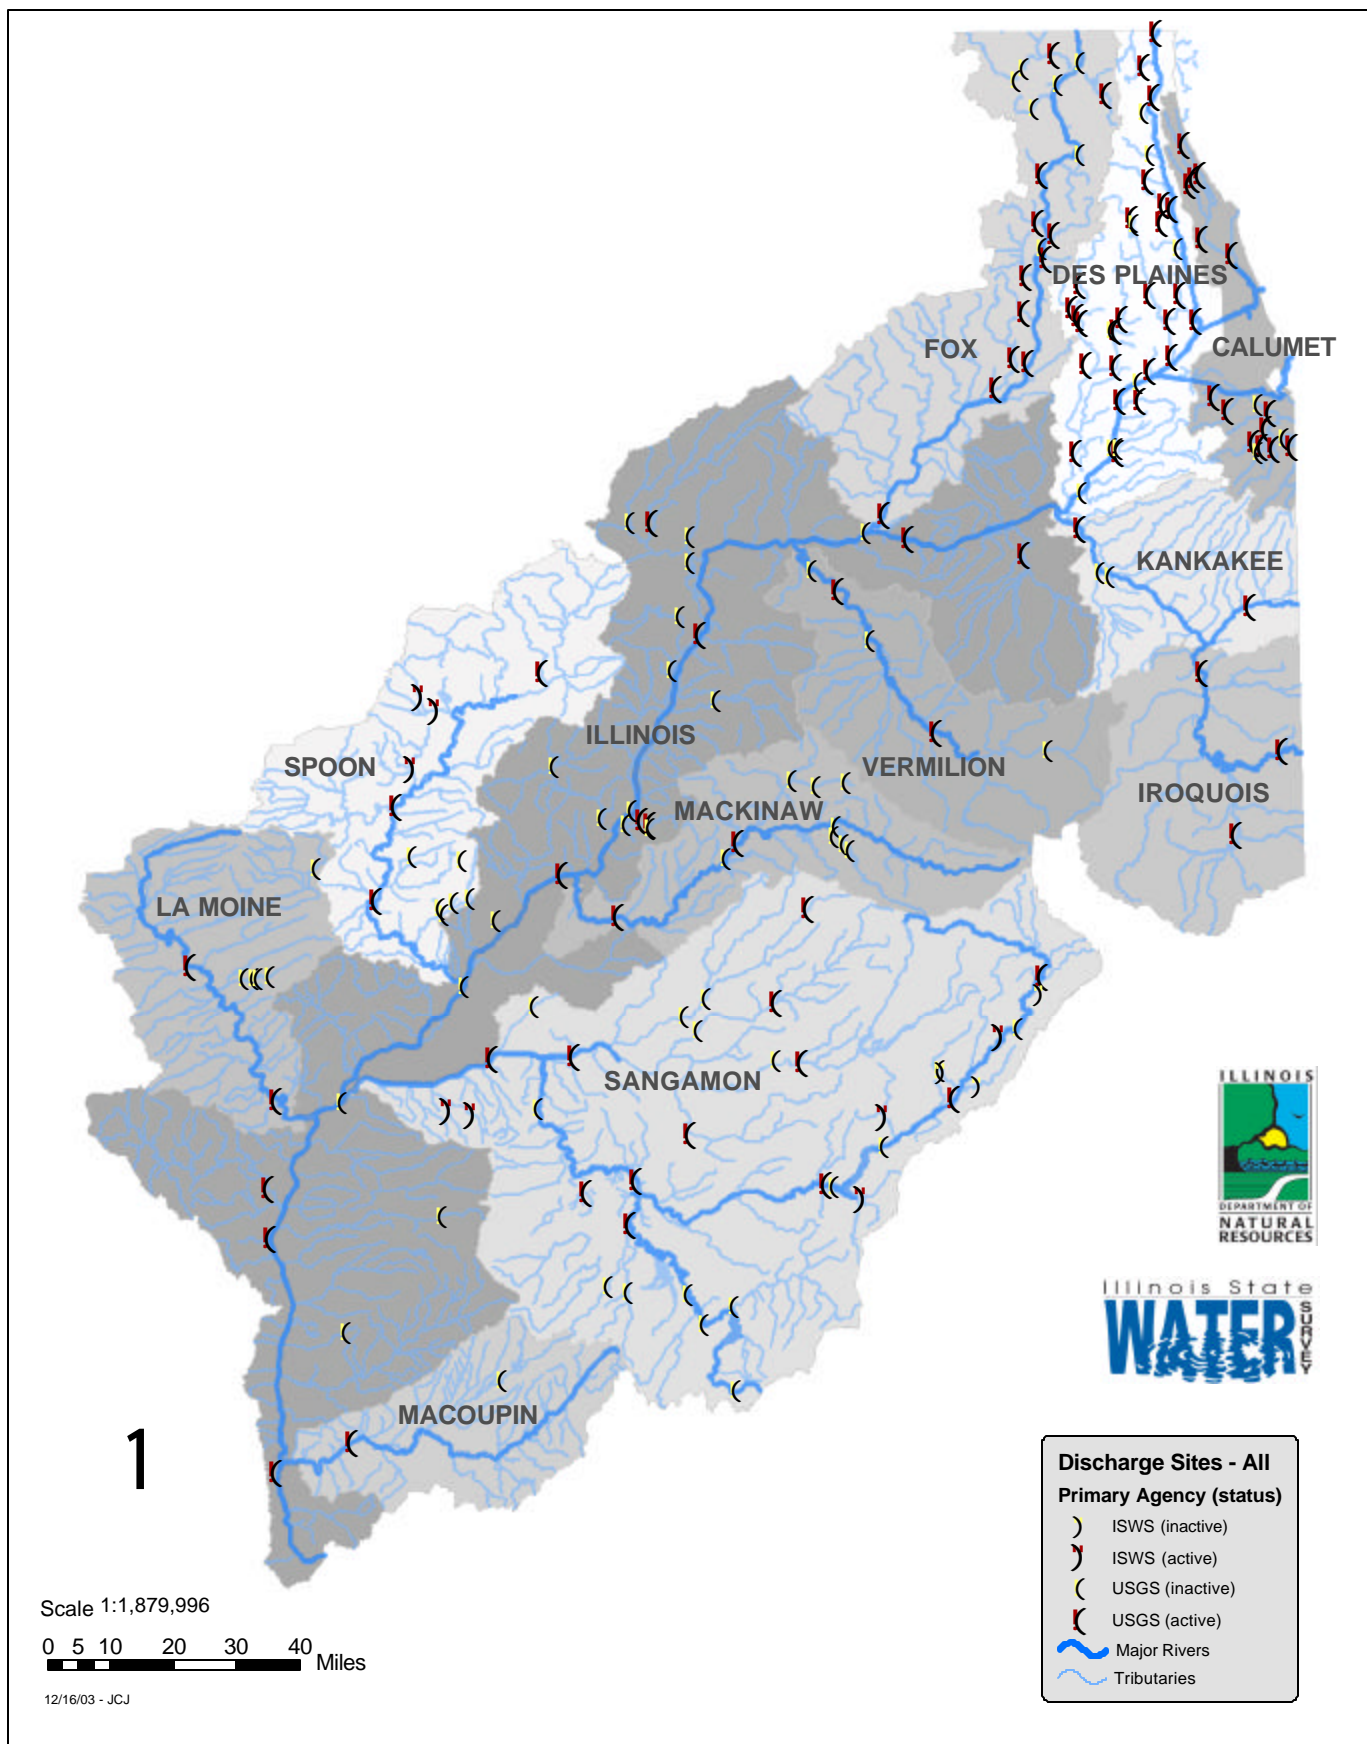 DES PLAINES
FOX
CALUMET
KANKAKEE
ILLINOIS
SPOON
VERMILION
IROQUOIS
MACKINAW
LA MOINE
SANGAMON
MACOUPIN
1
ILLINOIS
DEPARTMENT OF
NATURAL
RESOURCES
Illinois State
WATER
SURVEY
Discharge Sites - All
Primary Agency (status)
ISWS (inactive)
ISWS (active)
USGS (inactive)
USGS (active)
Major Rivers
Tributaries
Scale 1:1,879,996
0 5 10 20 30 40 Miles
12/16/03 - JCJ